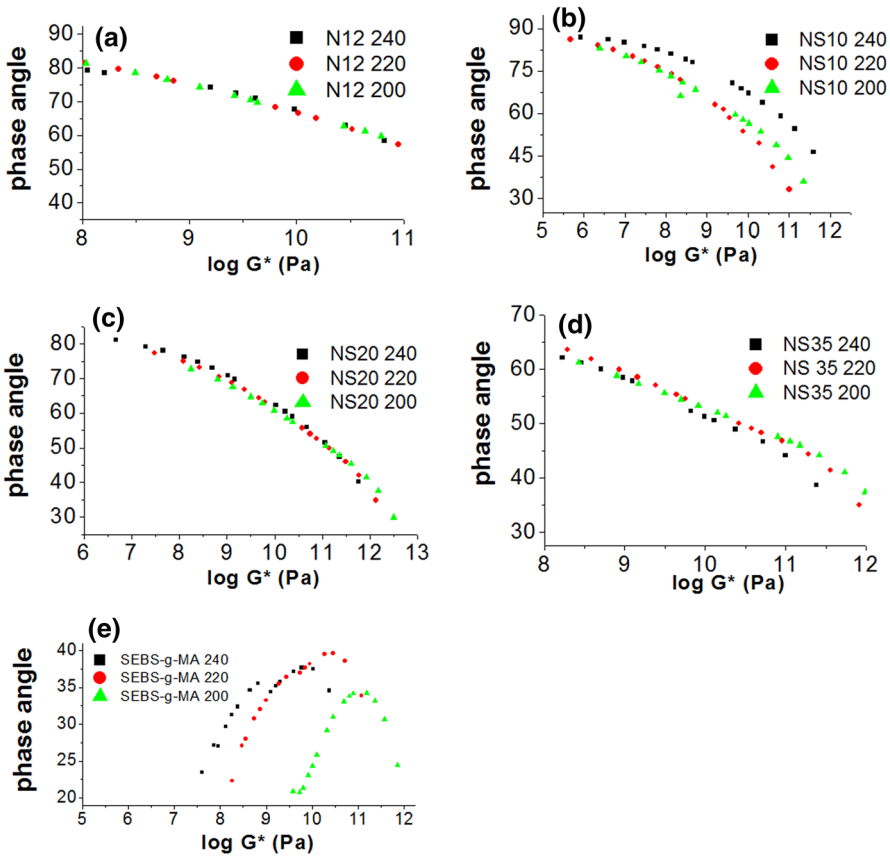 (a)
N12 240
N12 220
N12 200
phase angle
90
80
70
60
50
40
8
9
10
11
log G* (Pa)
(b)
NS10 240
NS10 220
NS10 200
phase angle
90
75
60
45
30
5
6
7
8
9
10
11
12
log G* (Pa)
(c)
NS20 240
NS20 220
NS20 200
phase angle
80
70
60
50
40
30
6
7
8
9
10
11
12
13
log G* (Pa)
(d)
NS35 240
NS 35 220
NS35 200
phase angle
70
60
50
40
30
8
9
10
11
12
log G* (Pa)
(e)
SEBS-g-MA 240
SEBS-g-MA 220
SEBS-g-MA 200
phase angle
40
35
30
25
20
5
6
7
8
9
10
11
12
log G* (Pa)